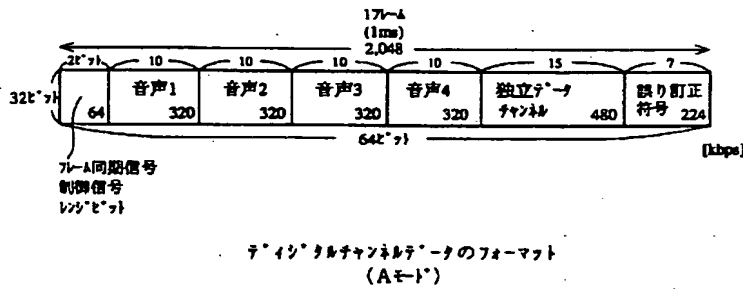 1フレーム
(1ms)
2,048
2ビット 10 10 10 10 15 7
32ビット
64
音声1
320
音声2
320
音声3
320
音声4
320
独立データ
チャンネル
480
誤り訂正
符号
224
64ビット
[kbps]
フレーム同期信号
制御信号
レンジビット
ディジタルチャンネルデータのフォーマット
(Aモード)